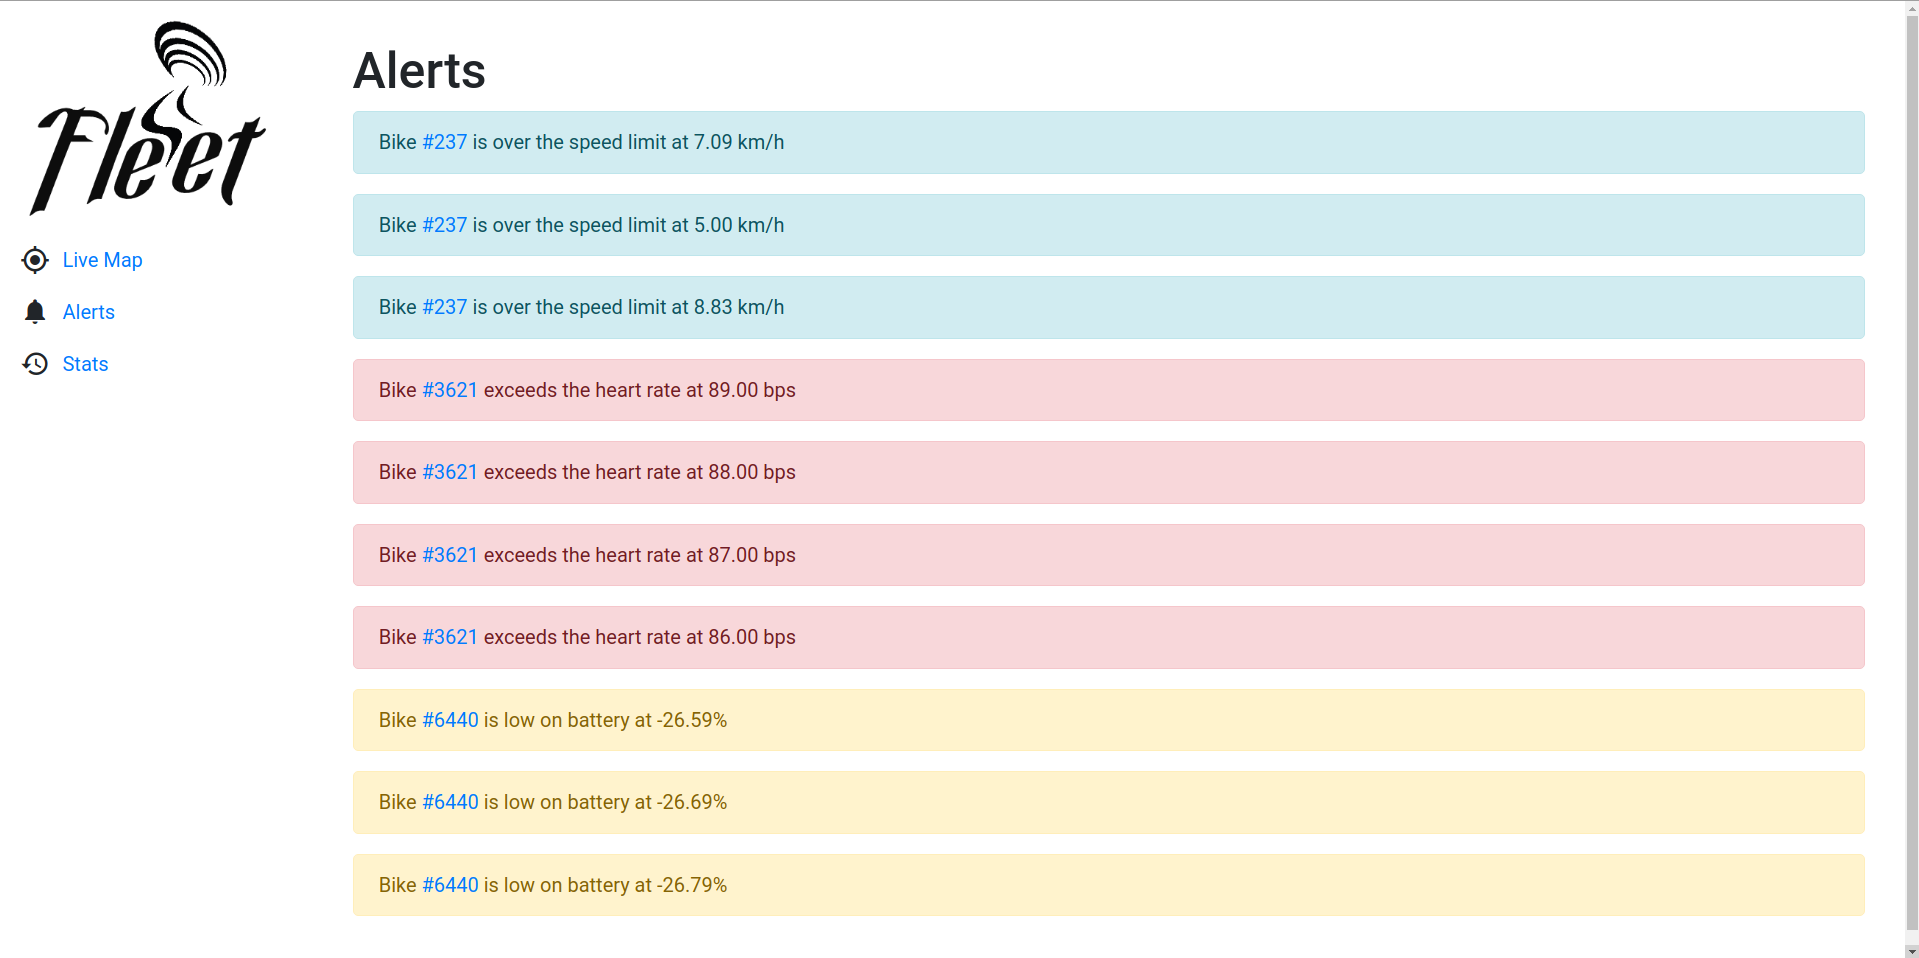 Fleet
Live Map
Alerts
Stats
Alerts
Bike #237 is over the speed limit at 7.09 km/h
Bike #237 is over the speed limit at 5.00 km/h
Bike #237 is over the speed limit at 8.83 km/h
Bike #3621 exceeds the heart rate at 89.00 bps
Bike #3621 exceeds the heart rate at 88.00 bps
Bike #3621 exceeds the heart rate at 87.00 bps
Bike #3621 exceeds the heart rate at 86.00 bps
Bike #6440 is low on battery at -26.59%
Bike #6440 is low on battery at -26.69%
Bike #6440 is low on battery at -26.79%